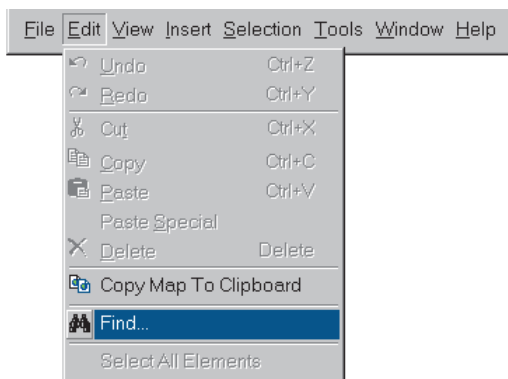 File Edit View Insert Selection Tools Window Help
Undo Ctrl+Z
Redo Ctrl+Y
Cut Ctrl+X
Copy Ctrl+C
Paste Ctrl+V
Paste Special
Delete Delete
Copy Map To Clipboard
Find...
Select All Elements